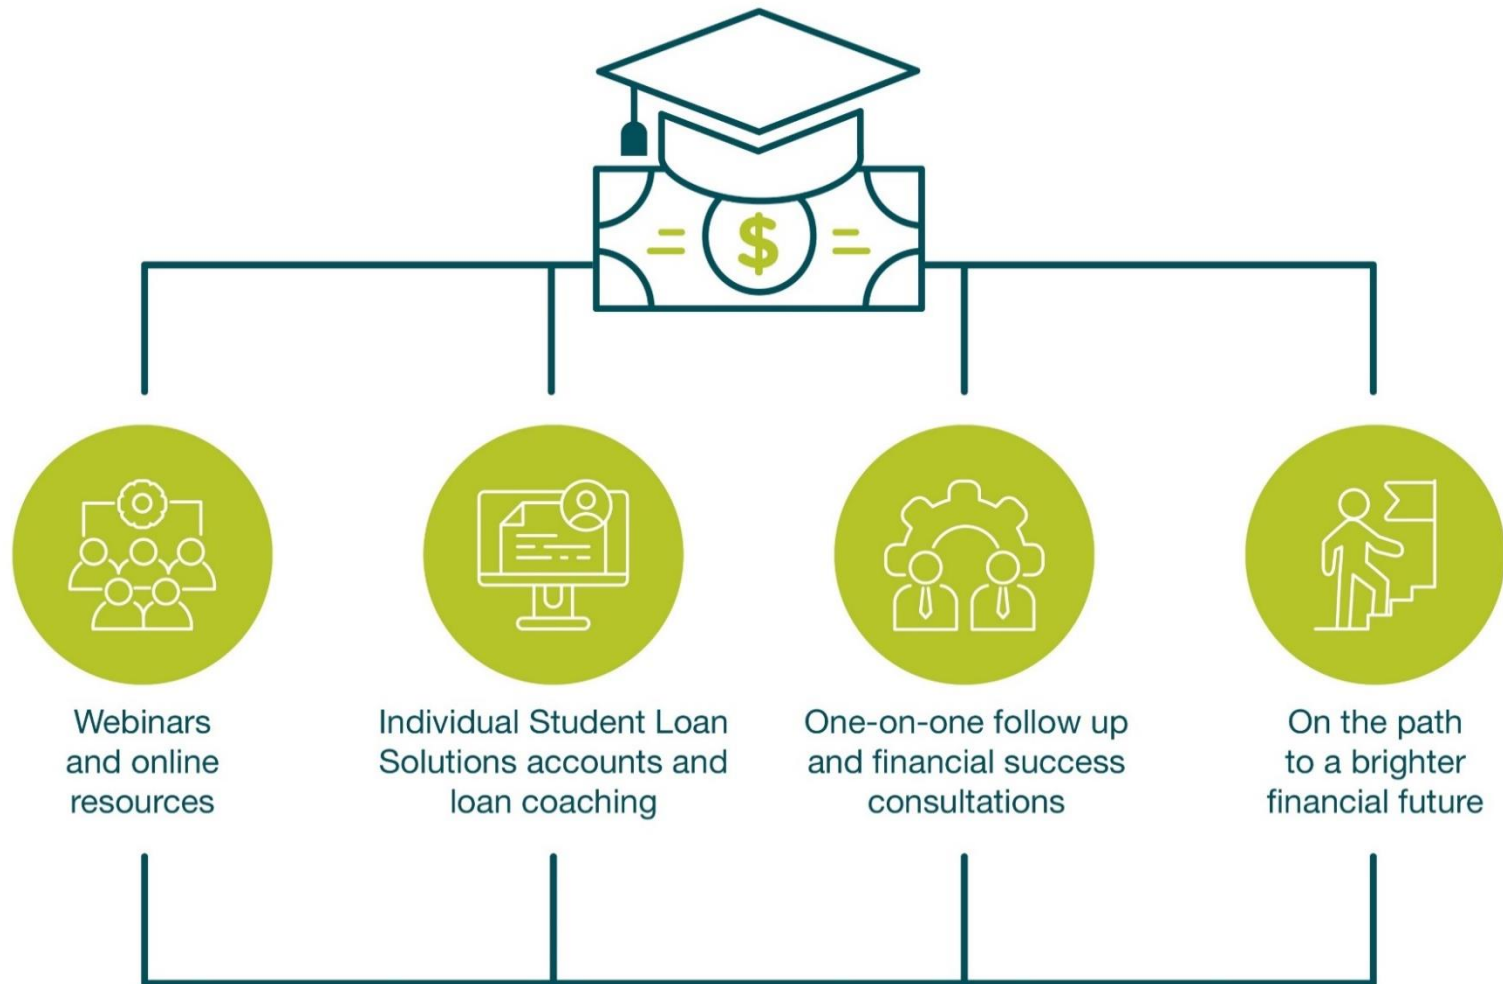 $
Webinars
and online
resources
Individual Student Loan
Solutions accounts and
loan coaching
One-on-one follow up
and financial success
consultations
On the path
to a brighter
financial future